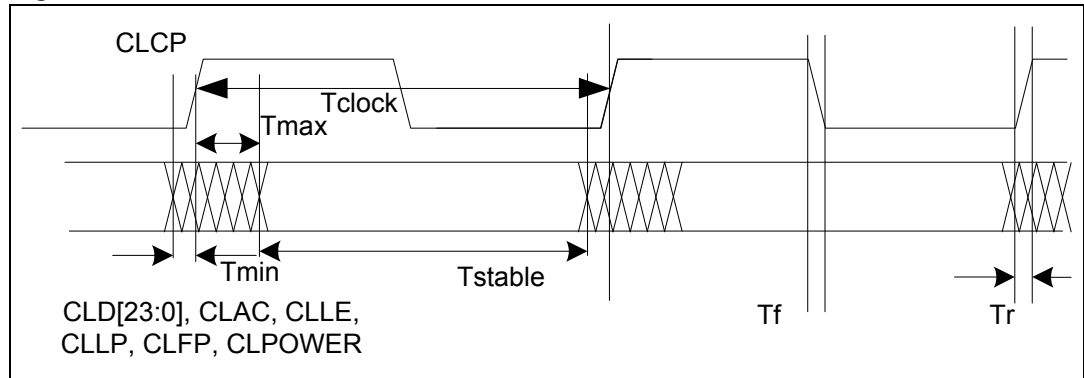 CLCP
Tclock
Tmax
Tmin
Tstable
Tf
Tr
CLD[23:0], CLAC, CLLE,
CLLP, CLFP, CLPOWER